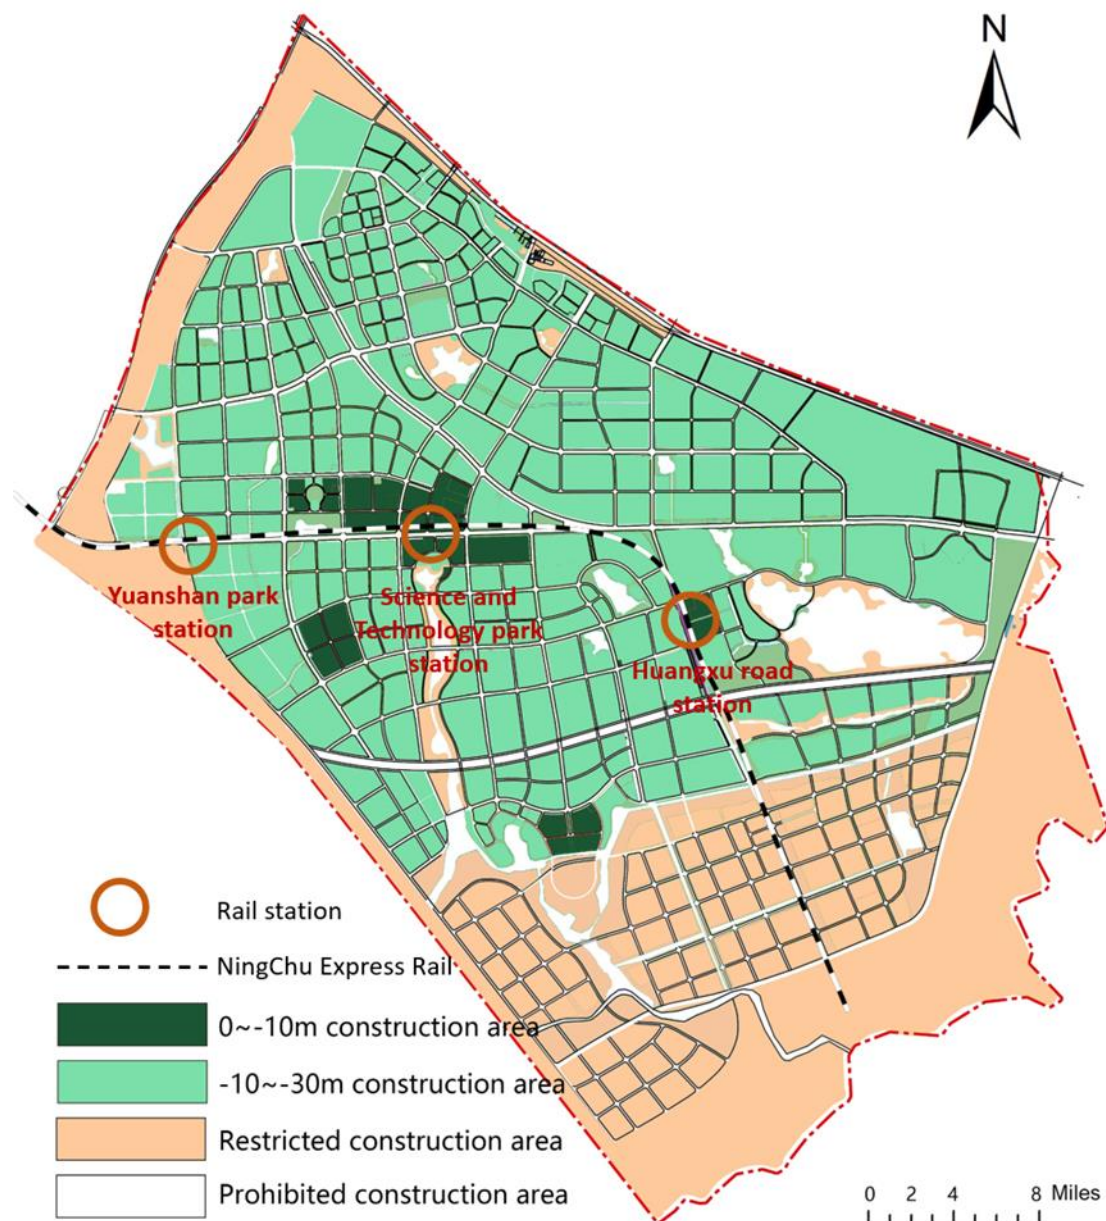 N
Yuanshan park
station
Science and
Technology park
station
Huangxu road
station
Rail station
NingChu Express Rail
0~-10m construction area
-10~-30m construction area
Restricted construction area
Prohibited construction area
0 2 4 8 Miles